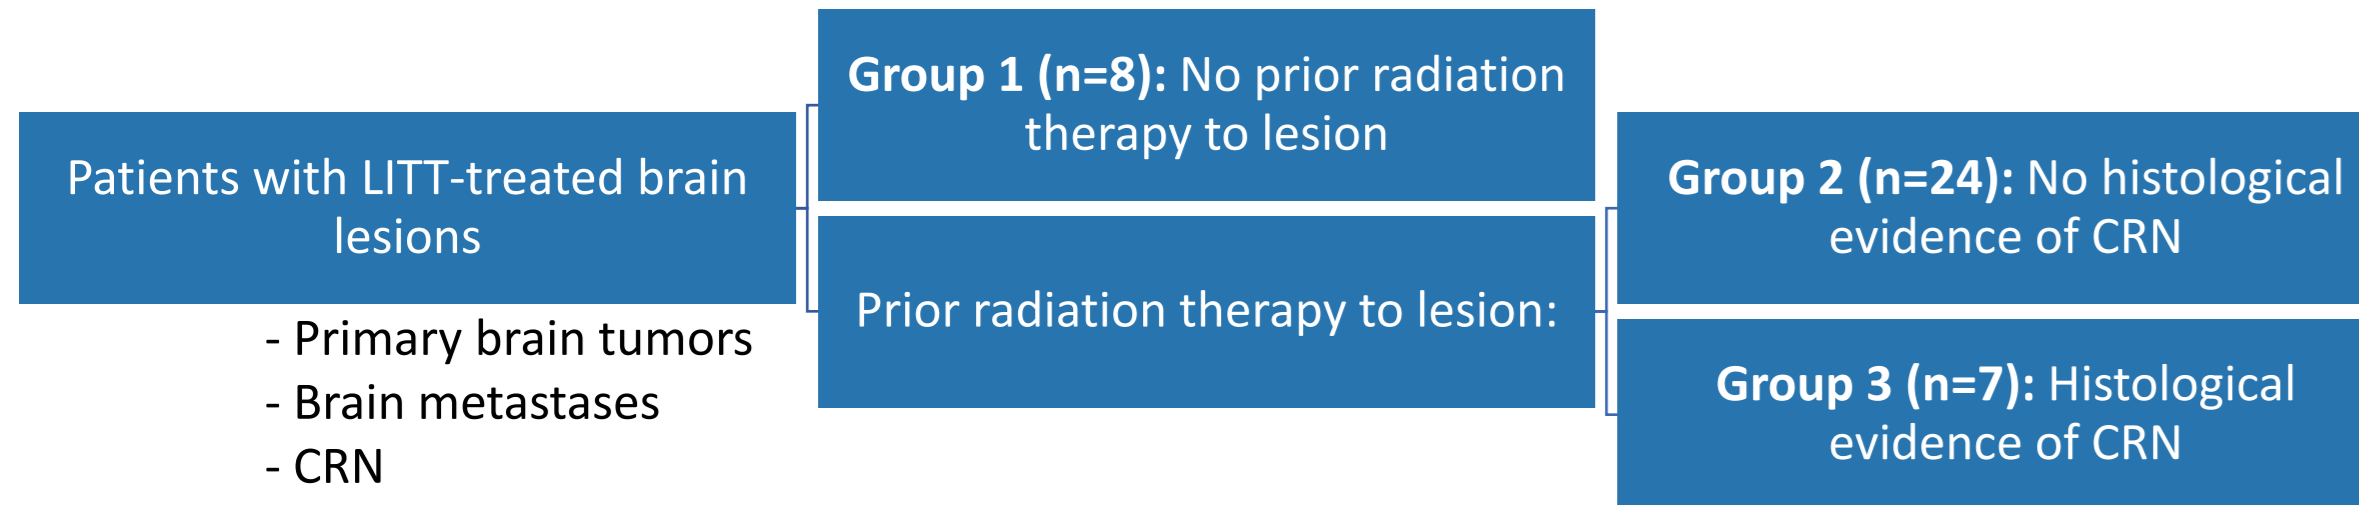 Patients with LITT-treated brain
lesions
- Primary brain tumors
- Brain metastases
- CRN
Group 1 (n=8): No prior radiation
therapy to lesion
Prior radiation therapy to lesion:
Group 2 (n=24): No histological
evidence of CRN
Group 3 (n=7): Histological
evidence of CRN